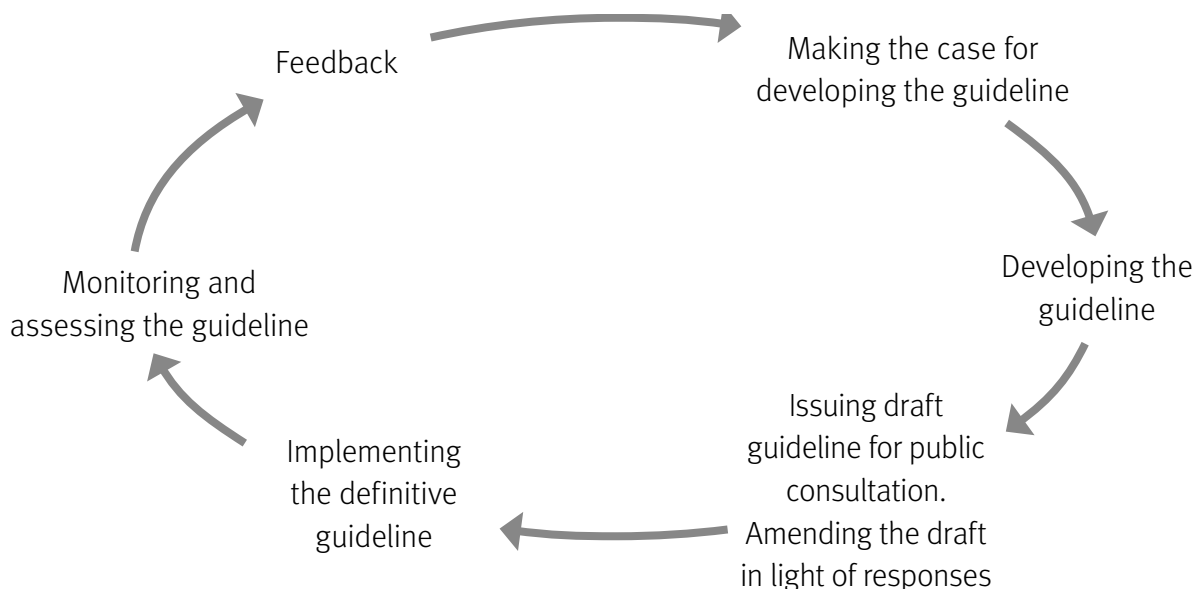 Feedback
Making the case for
developing the guideline
Developing the
guideline
Issuing draft
guideline for public
consultation.
Amending the draft
in light of responses
Implementing
the definitive
guideline
Monitoring and
assessing the guideline